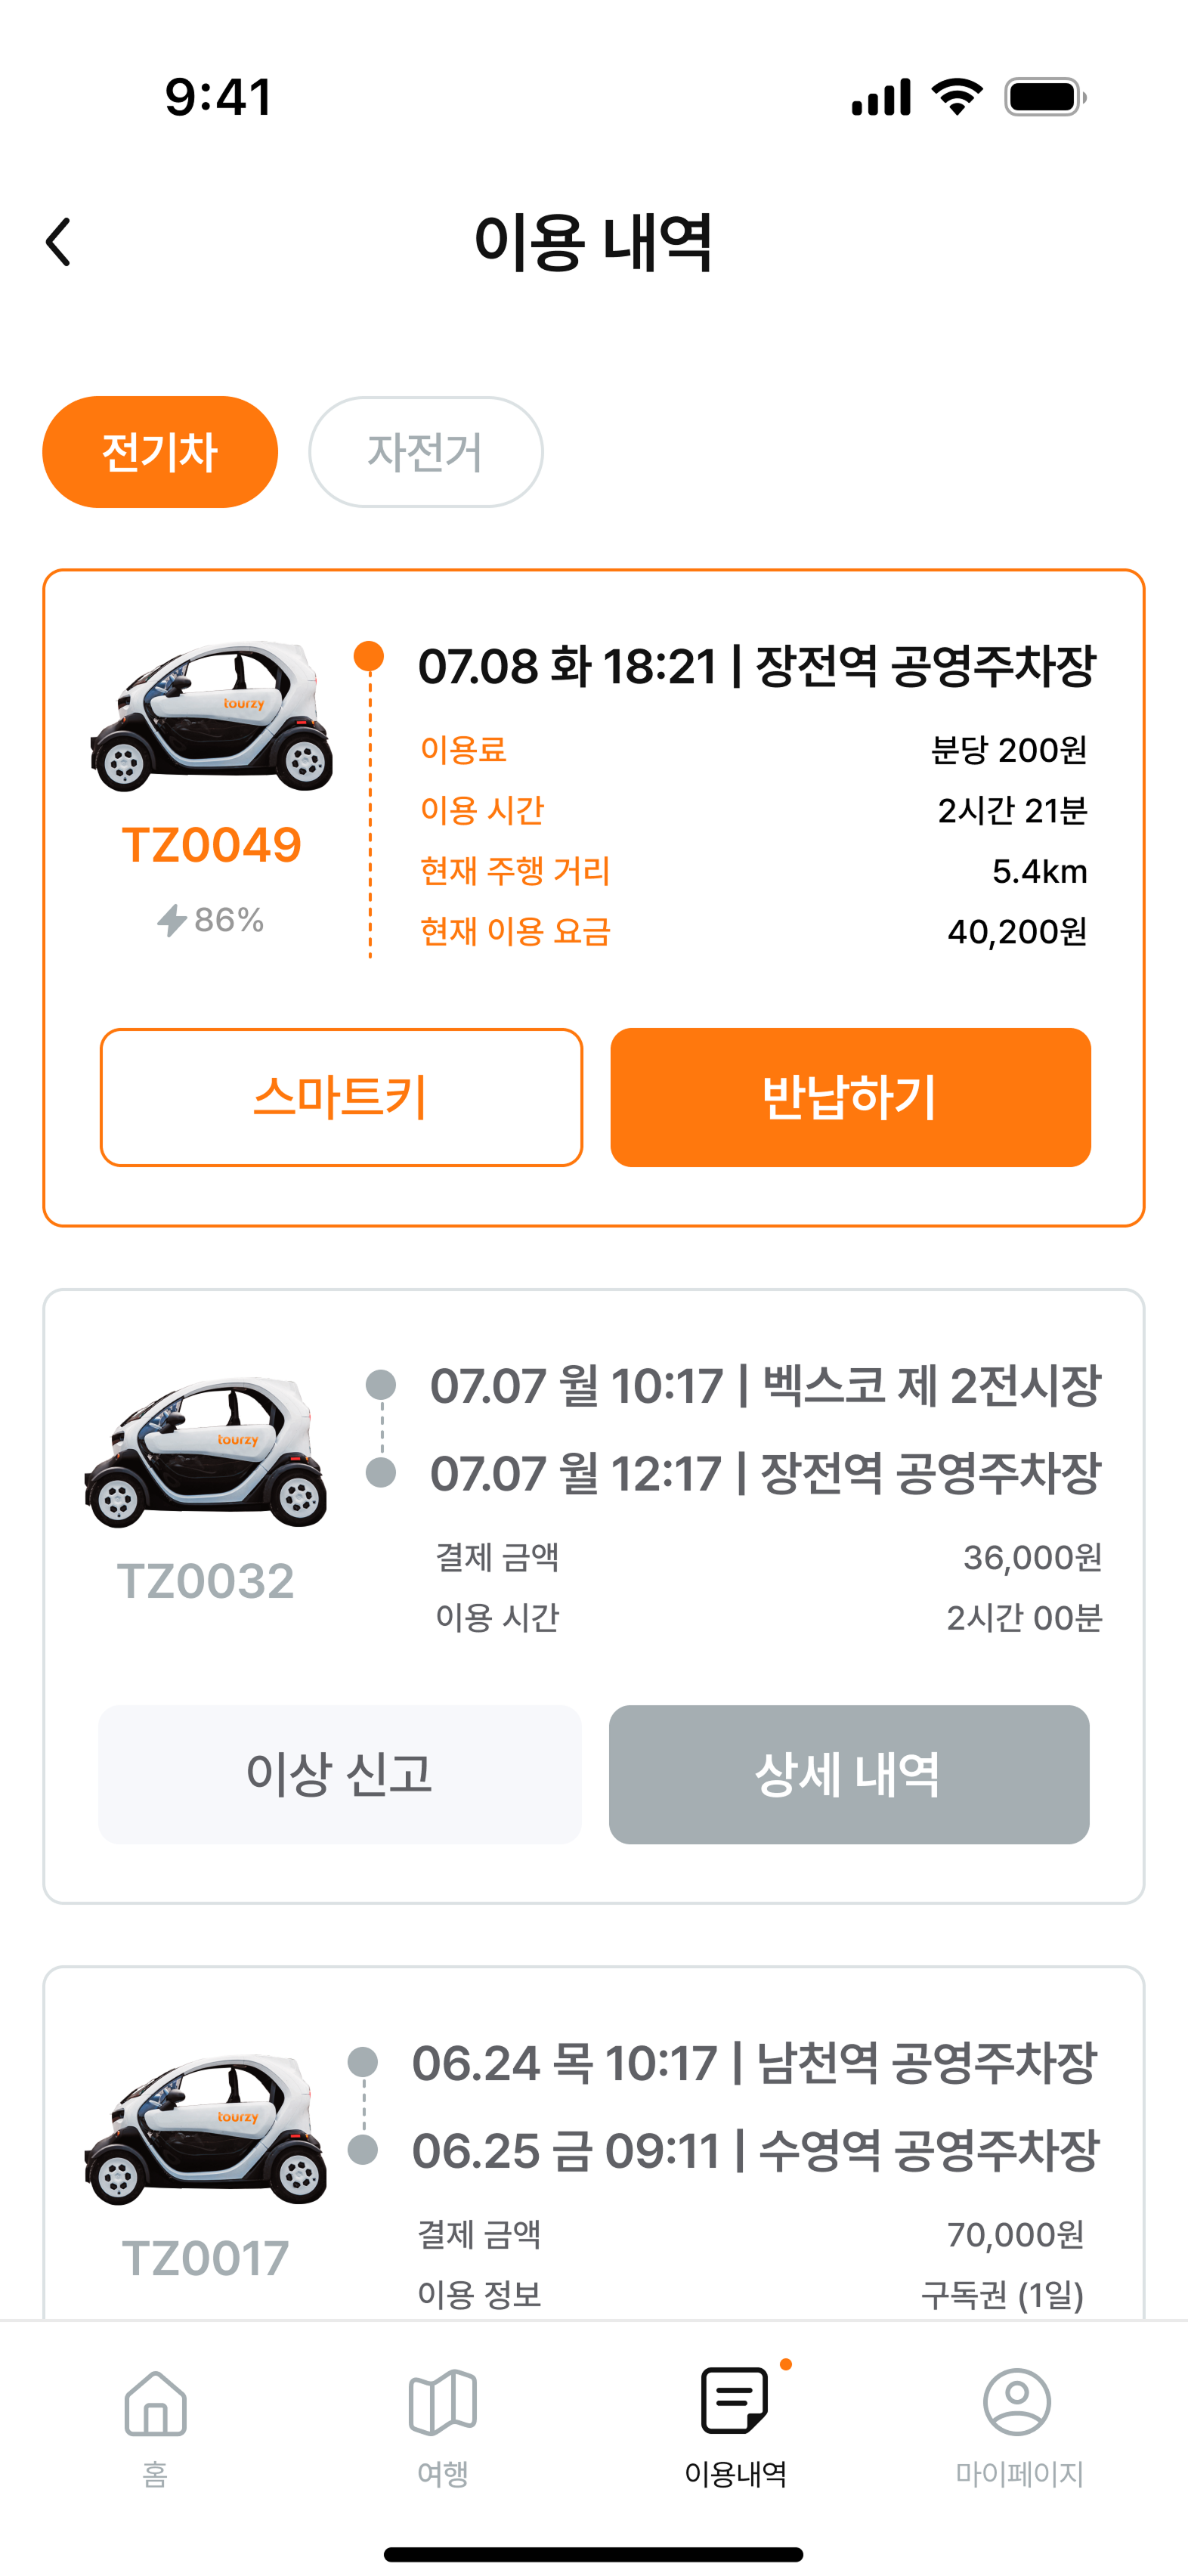 9:41
이용 내역
전기차 자전거
tourzy
TZ0049
86%
07.08 화 18:21 | 장전역 공영주차장
이용료 분당 200원
이용 시간 2시간 21분
현재 주행 거리 5.4km
현재 이용 요금 40,200원
스마트키 반납하기
tourzy
TZ0032
07.07 월 10:17 | 벡스코 제 2전시장
07.07 월 12:17 | 장전역 공영주차장
결제 금액 36,000원
이용 시간 2시간 00분
이상 신고 상세 내역
tourzy
TZ0017
06.24 목 10:17 | 남천역 공영주차장
06.25 금 09:11 | 수영역 공영주차장
결제 금액 70,000원
이용 정보 구독권 (1일)
홈 여행 이용내역 마이페이지